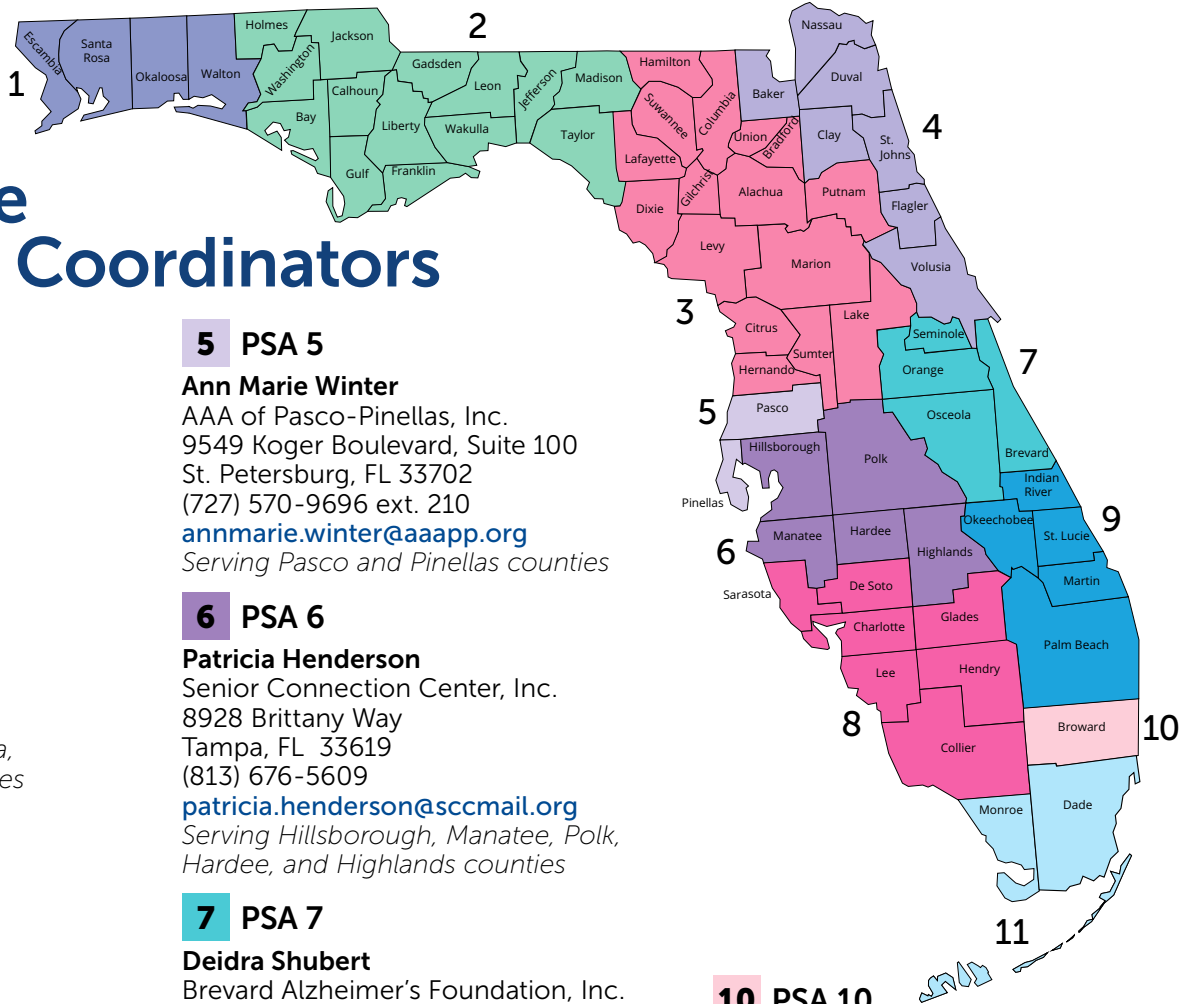 e
Coordinators
a,
es
5 PSA 5
Ann Marie Winter
AAA of Pasco-Pinellas, Inc.
9549 Koger Boulevard, Suite 100
St. Petersburg, FL 33702
(727) 570-9696 ext. 210
annmarie.winter@aaapp.org
Serving Pasco and Pinellas counties
6 PSA 6
Patricia Henderson
Senior Connection Center, Inc.
8928 Brittany Way
Tampa, FL  33619
(813) 676-5609
patricia.henderson@sccmail.org
Serving Hillsborough, Manatee, Polk,
Hardee, and Highlands counties
7 PSA 7
Deidra Shubert
Brevard Alzheimer's Foundation, Inc.
10 PSA 10
1
Escambia
Santa
Rosa
Okaloosa
Walton
2
Holmes
Washington
Jackson
Bay
Calhoun
Gulf
Gadsden
Liberty
Franklin
Leon
Wakulla
Jefferson
Madison
Taylor
3
Hamilton
Suwannee
Columbia
Lafayette
Union
Bradford
Dixie
Gilchrist
Alachua
Putnam
Levy
Marion
Citrus
Sumter
Lake
Hernando
4
Nassau
Baker
Duval
Clay
St.
Johns
Flagler
Volusia
5
Pasco
Pinellas
6
Hillsborough
Polk
Manatee
Hardee
Highlands
7
Seminole
Orange
Osceola
Brevard
8
Sarasota
De Soto
Charlotte
Glades
Lee
Hendry
Collier
9
Indian
River
Okeechobee
St. Lucie
Martin
Palm Beach
10
Broward
11
Monroe
Dade